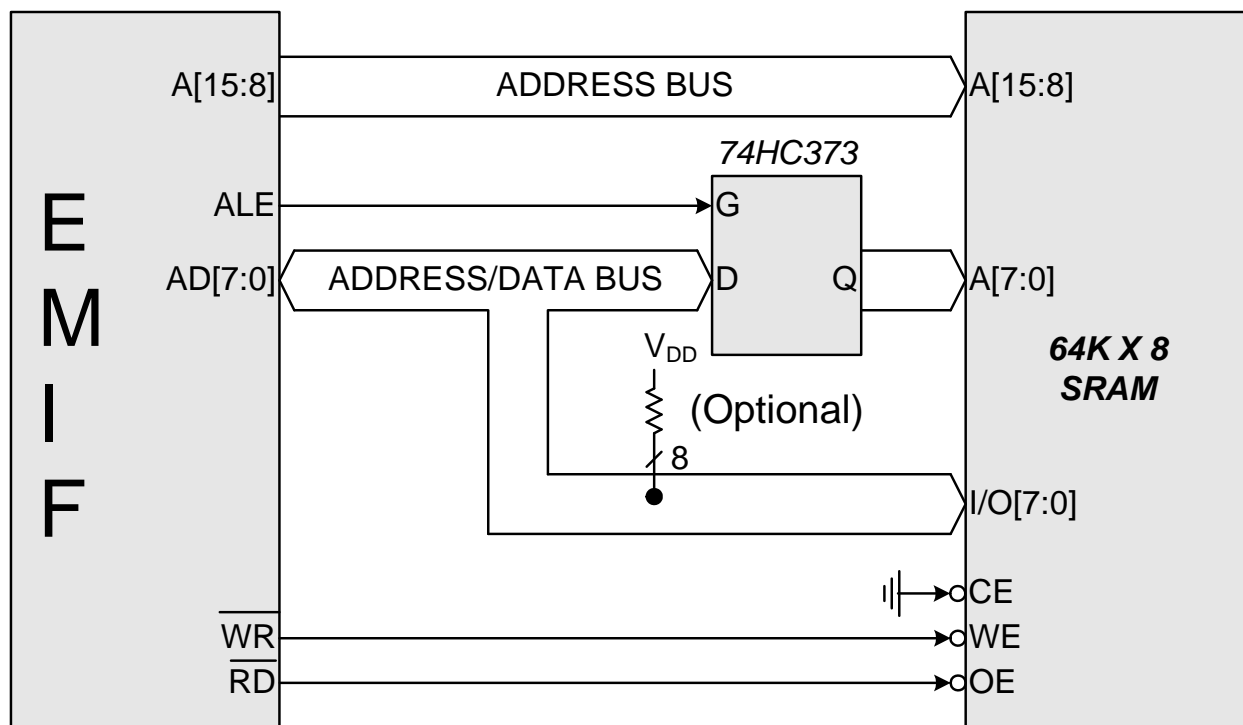 A[15:8]
ADDRESS BUS
A[15:8]
74HC373
ALE
G
AD[7:0]
ADDRESS/DATA BUS
D
Q
A[7:0]
E
M
I
F
VDD
(Optional)
8
64K X 8
SRAM
I/O[7:0]
CE
WR
WE
RD
OE